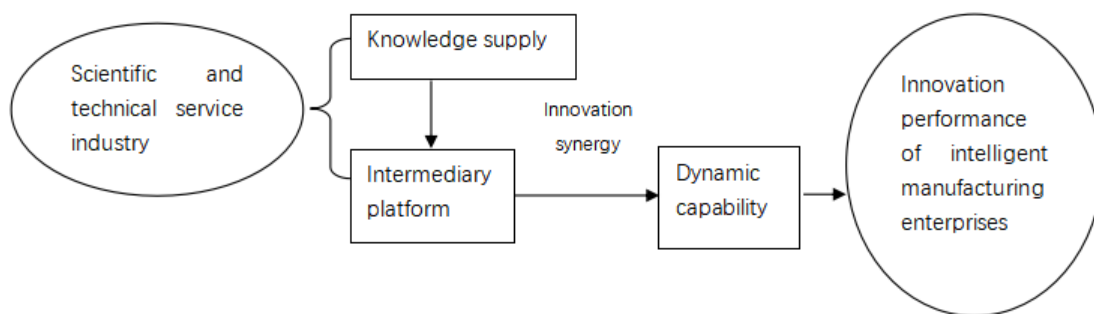 Scientific and
technical service
industry
Knowledge supply
Intermediary
platform
Innovation
synergy
Dynamic
capability
Innovation
performance
of intelligent
manufacturing
enterprises